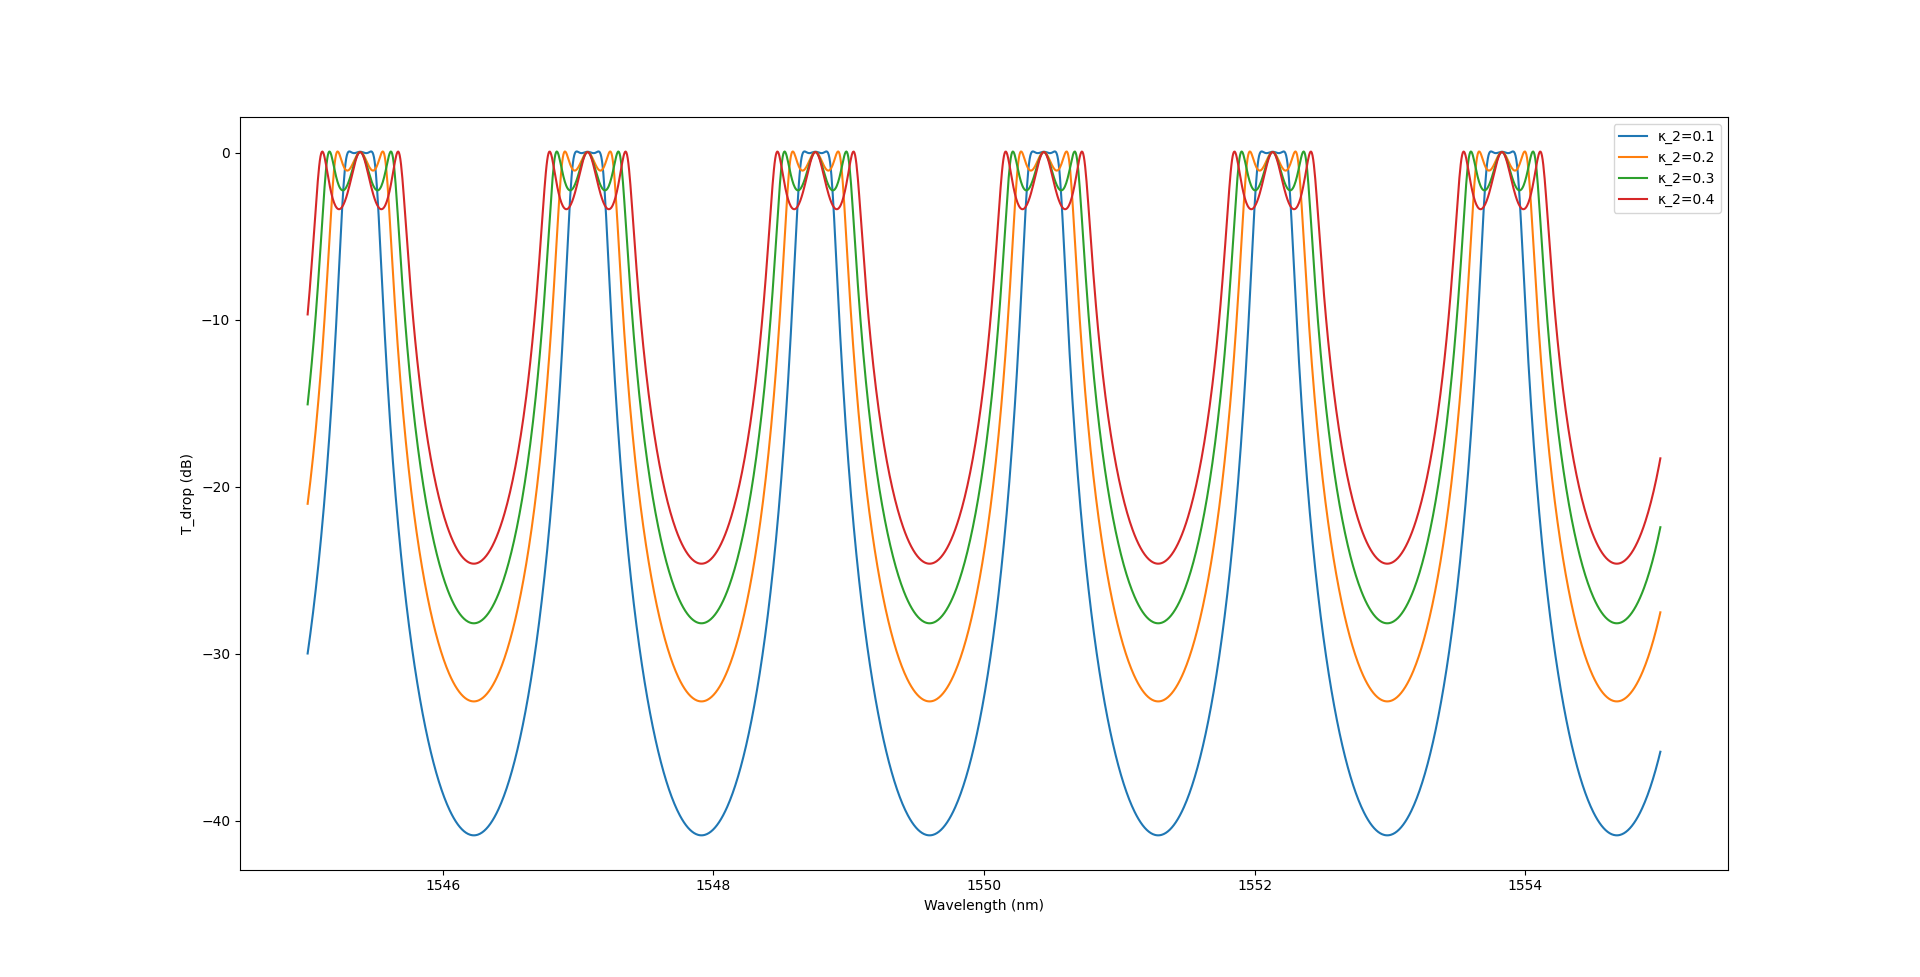 κ_2=0.1
κ_2=0.2
κ_2=0.3
κ_2=0.4
0
−10
−20
−30
−40
T_drop (dB)
1546 1548 1550 1552 1554
Wavelength (nm)